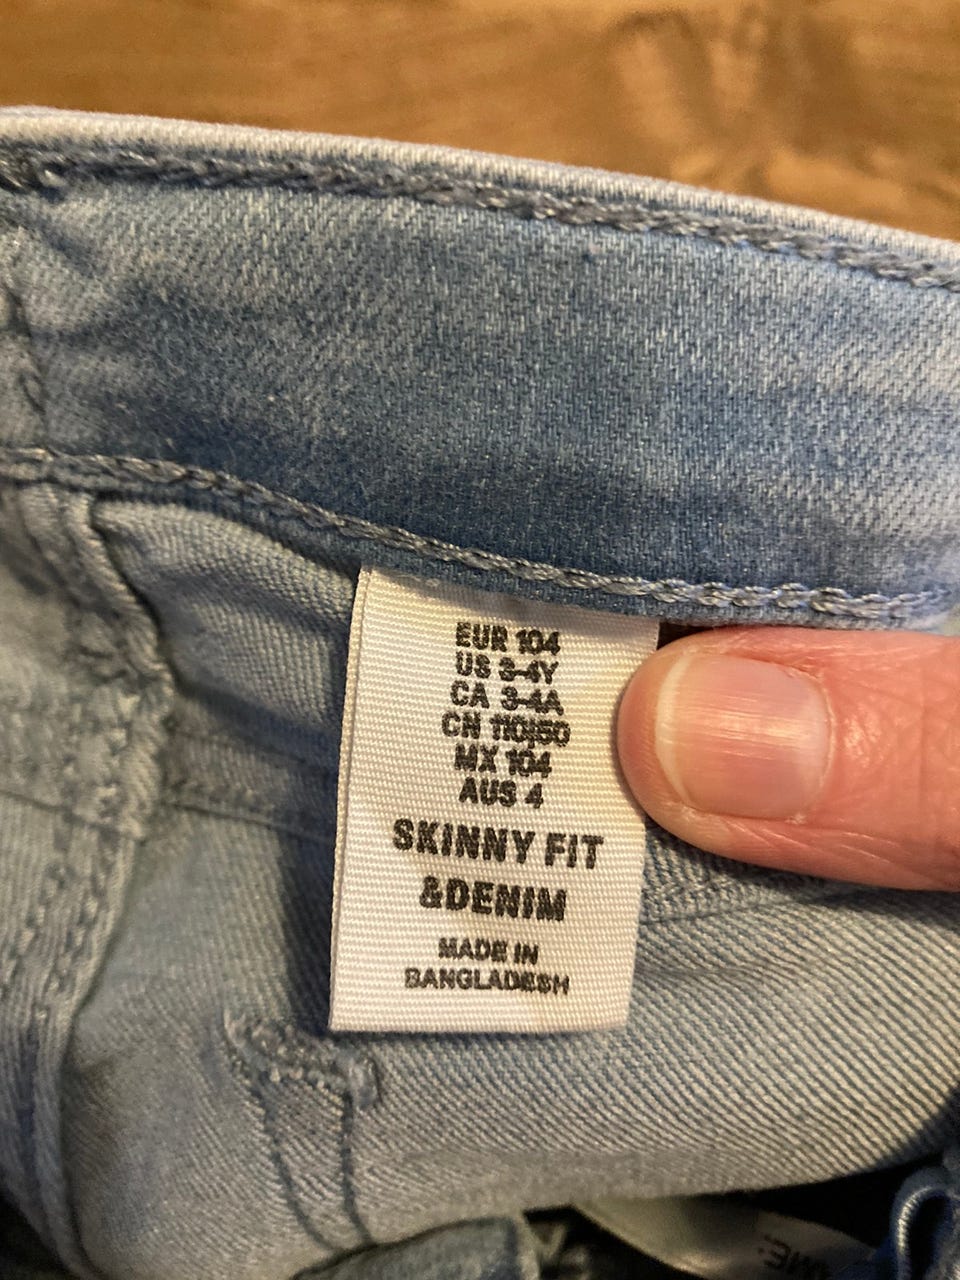 EUR 104
US 3-4Y
CA 3-4A
CN 110/50
MX 104
AUS 4
SKINNY FIT
&DENIM
MADE IN
BANGLADESH